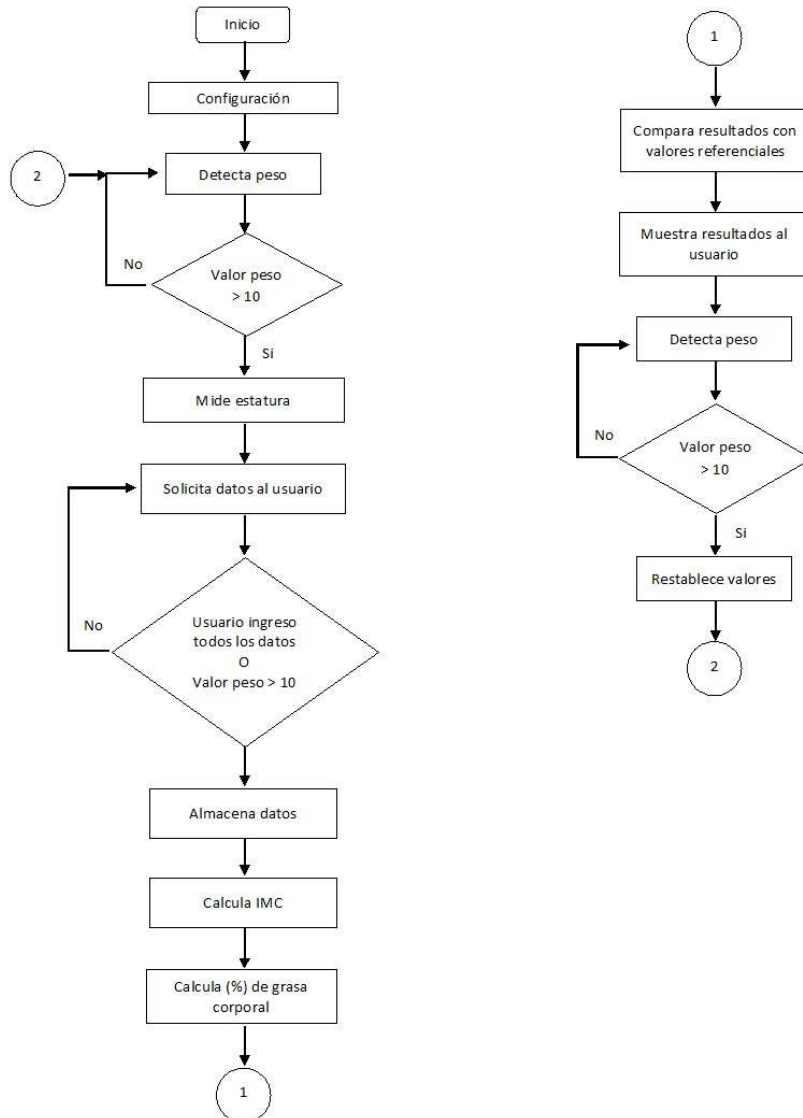 Inicio
Configuración
2
Detecta peso
No
Valor peso
> 10
Si
Mide estatura
Solicita datos al usuario
No
Usuario ingreso
todos los datos
O
Valor peso > 10
Almacena datos
Calcula IMC
Calcula (%) de grasa
corporal
1
1
Compara resultados con
valores referenciales
Muestra resultados al
usuario
Detecta peso
No
Valor peso
> 10
Si
Restablece valores
2